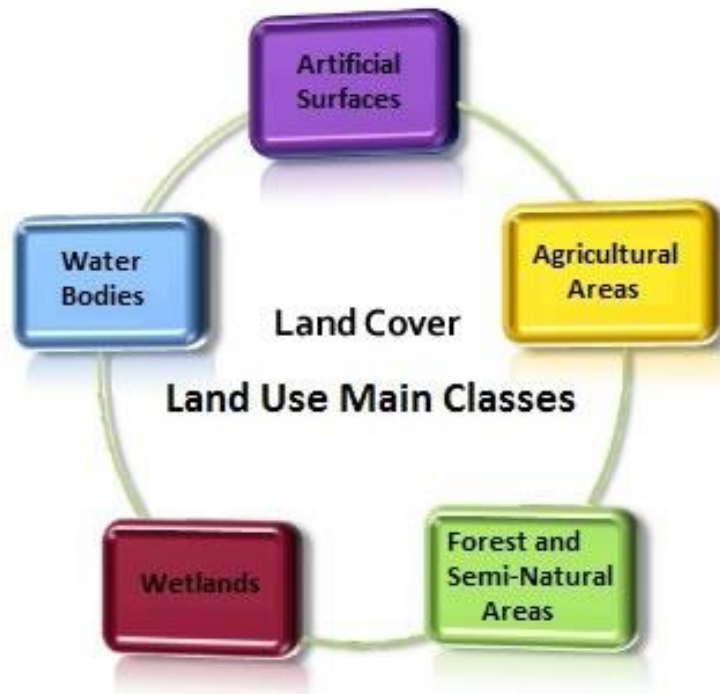 Artificial
Surfaces
Agricultural
Areas
Water
Bodies
Land Cover
Land Use Main Classes
Forest and
Semi-Natural
Areas
Wetlands